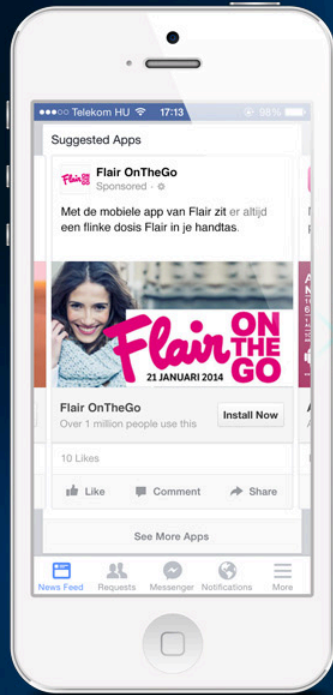 Telekom HU 17:13 98%
Suggested Apps
Flair ON THE GO
Flair OnTheGo
Sponsored ·
Met de mobiele app van Flair zit er altijd
een flinke dosis Flair in je handtas.
Flair ON THE GO
21 JANUARI 2014
Flair OnTheGo
Over 1 million people use this
Install Now
10 Likes
Like Comment Share
See More Apps
News Feed Requests Messenger Notifications More